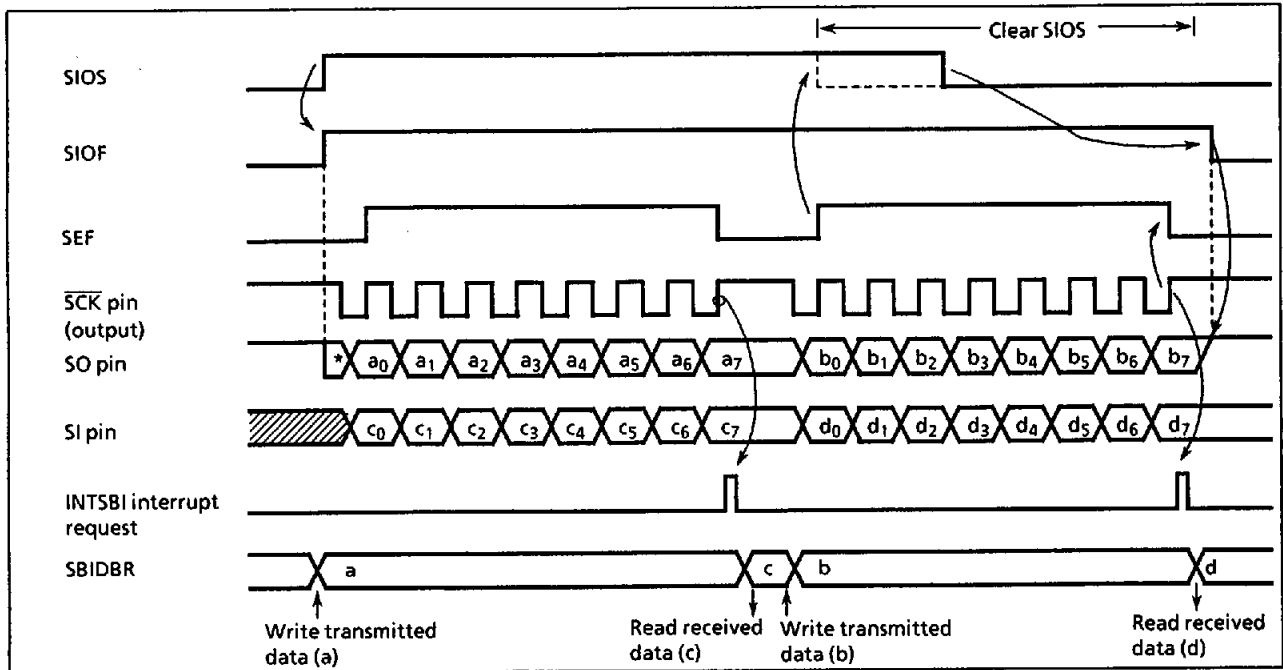 Clear SIOS
SIOS
SIOF
SEF
SCK pin
(output)
SO pin
* a0 a1 a2 a3 a4 a5 a6 a7 b0 b1 b2 b3 b4 b5 b6 b7
SI pin
c0 c1 c2 c3 c4 c5 c6 c7 d0 d1 d2 d3 d4 d5 d6 d7
INTSBI interrupt
request
SBIDBR
a c b d
Write transmitted
data (a)
Read received
data (c)
Write transmitted
data (b)
Read received
data (d)